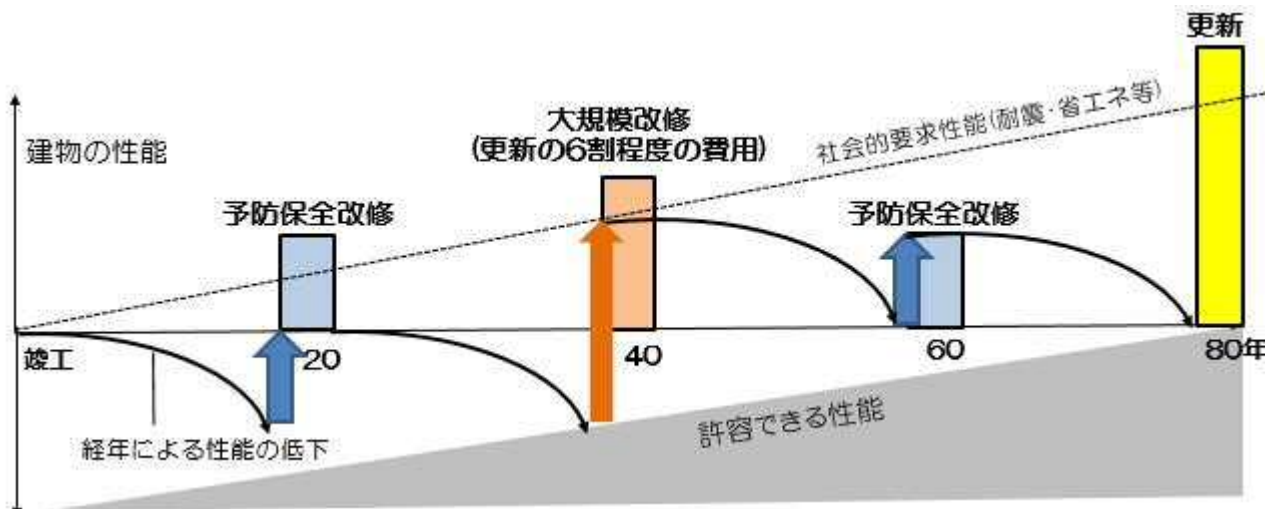 更新
建物の性能
大規模改修
(更新の6割程度の費用)
社会的要求性能(耐震・省エネ等)
予防保全改修
予防保全改修
竣工
20
40
60
80年
経年による性能の低下
許容できる性能